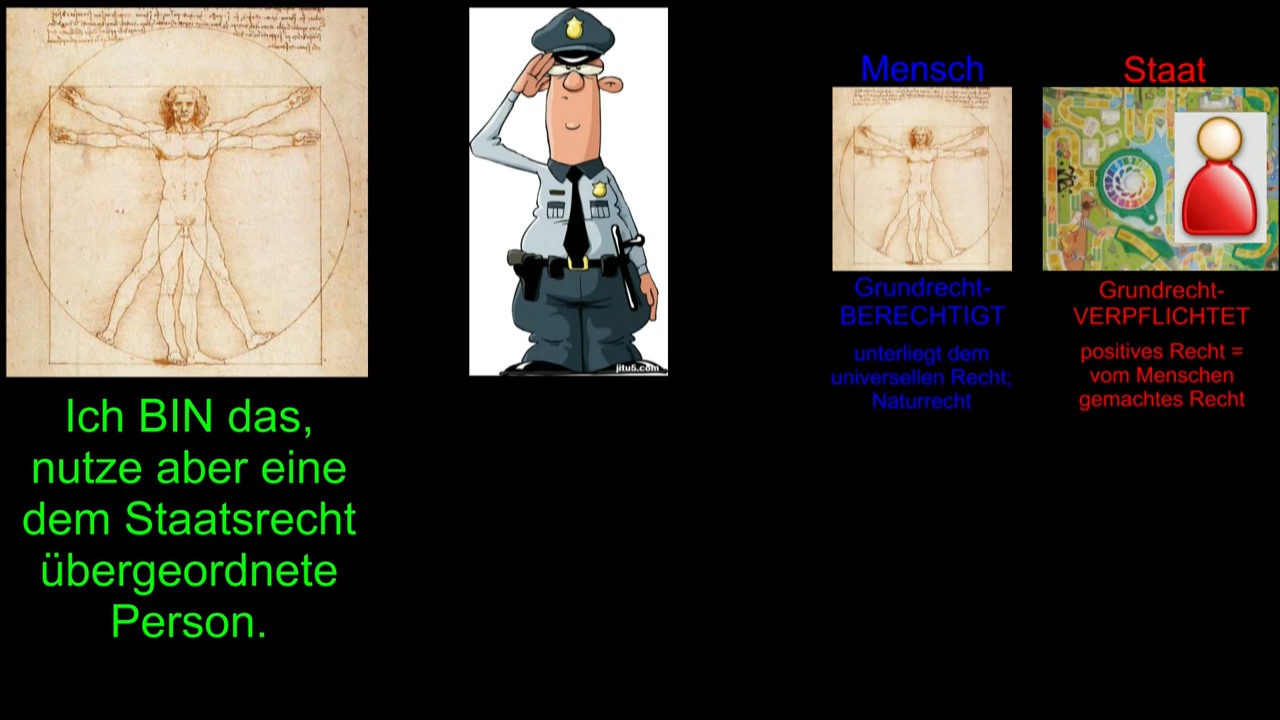 Ich BIN das,
nutze aber eine
dem Staatsrecht
übergeordnete
Person.
jitu5.com
Mensch
Grundrecht-
BERECHTIGT
unterliegt dem
universellen Recht;
Naturrecht
Staat
Grundrecht-
VERPFLICHTET
positives Recht =
vom Menschen
gemachtes Recht